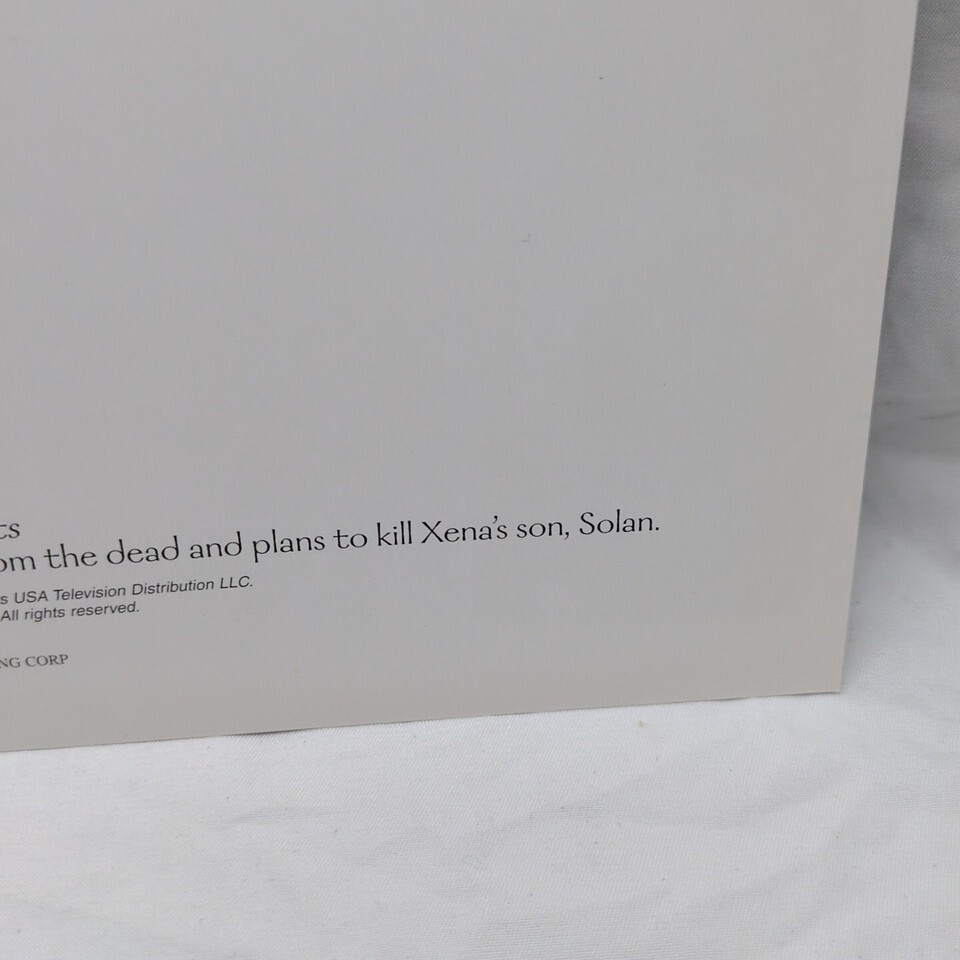 ts
om the dead and plans to kill Xena's son, Solan.
s USA Television Distribution LLC.
All rights reserved.
NG CORP